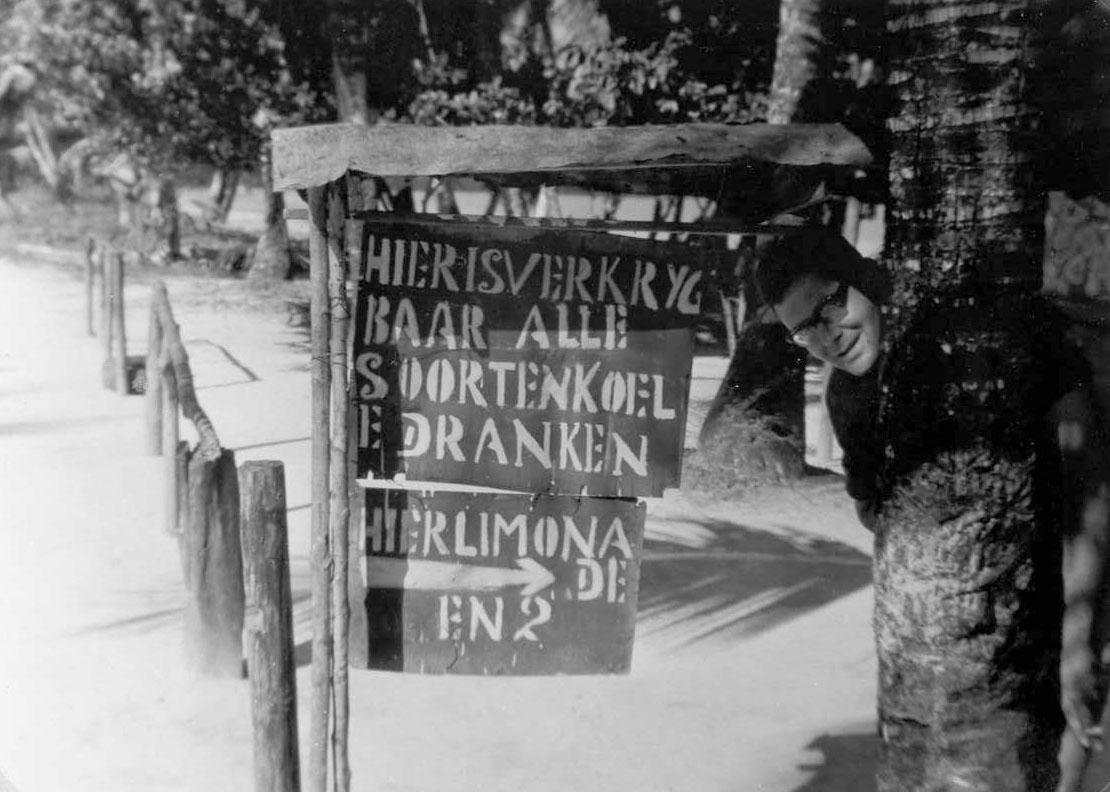 HIER IS VERKRYG
BAAR ALLE
SOORTEN KOEL
E DRANKEN
HIER LIMONA
DE
EN 2